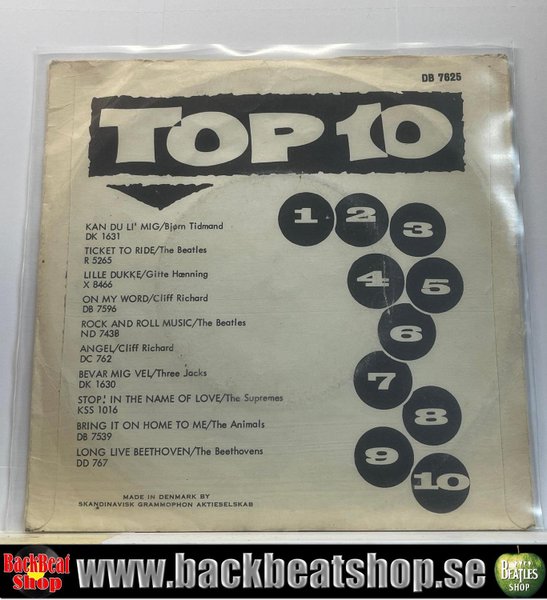 DB 7625
TOP 10
KAN DU LI' MIG/Bjørn Tidmand
DK 1631
TICKET TO RIDE/The Beatles
R 5265
LILLE DUKKE/Gitte Hænning
X 8466
ON MY WORD/Cliff Richard
DB 7596
ROCK AND ROLL MUSIC/The Beatles
ND 7438
ANGEL/Cliff Richard
DC 762
BEVAR MIG VEL/Three Jacks
DK 1630
STOP! IN THE NAME OF LOVE/The Supremes
KSS 1016
BRING IT ON HOME TO ME/The Animals
DB 7539
LONG LIVE BEETHOVEN/The Beethovens
DD 767
1 2 3
4 5
6
7
8
9
10
MADE IN DENMARK BY
SKANDINAVISK GRAMMOPHON AKTIESELSKAB
BackBeat
Shop
www.backbeatshop.se
BEATLES
SHOP